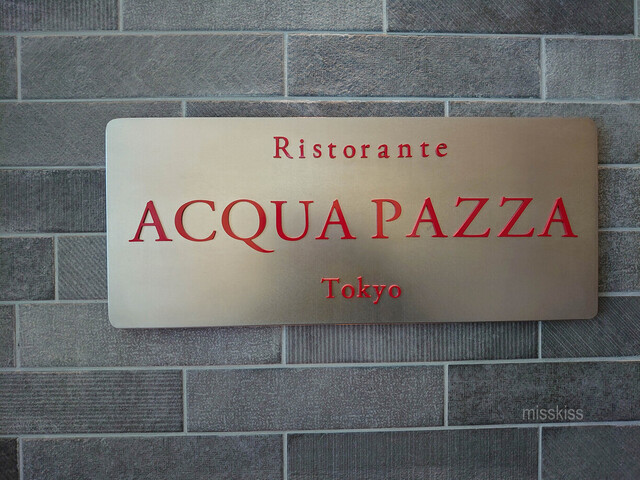 Ristorante
ACQUA PAZZA
Tokyo
misskiss